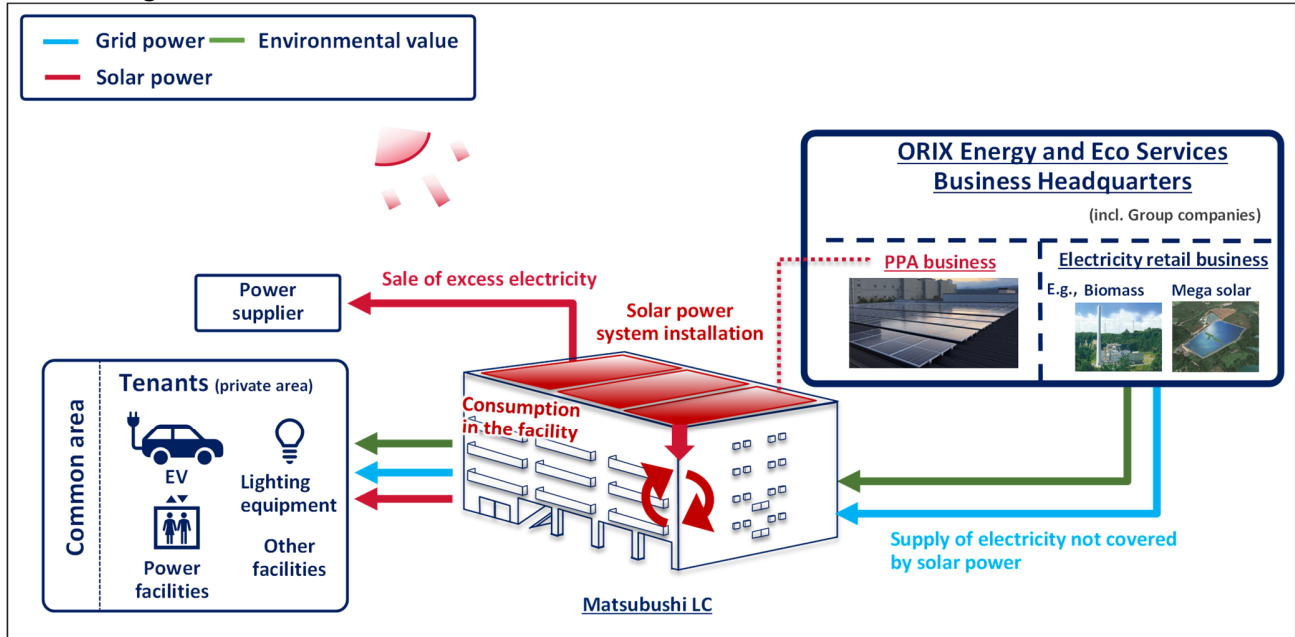 Grid power
Environmental value
Solar power
ORIX Energy and Eco Services
Business Headquarters
(incl. Group companies)
PPA business
Electricity retail business
E.g., Biomass
Mega solar
Sale of excess electricity
Power
supplier
Solar power
system installation
Tenants (private area)
Common area
EV
Lighting
equipment
Power
facilities
Other
facilities
Consumption
in the facility
Supply of electricity not covered
by solar power
Matsubushi LC